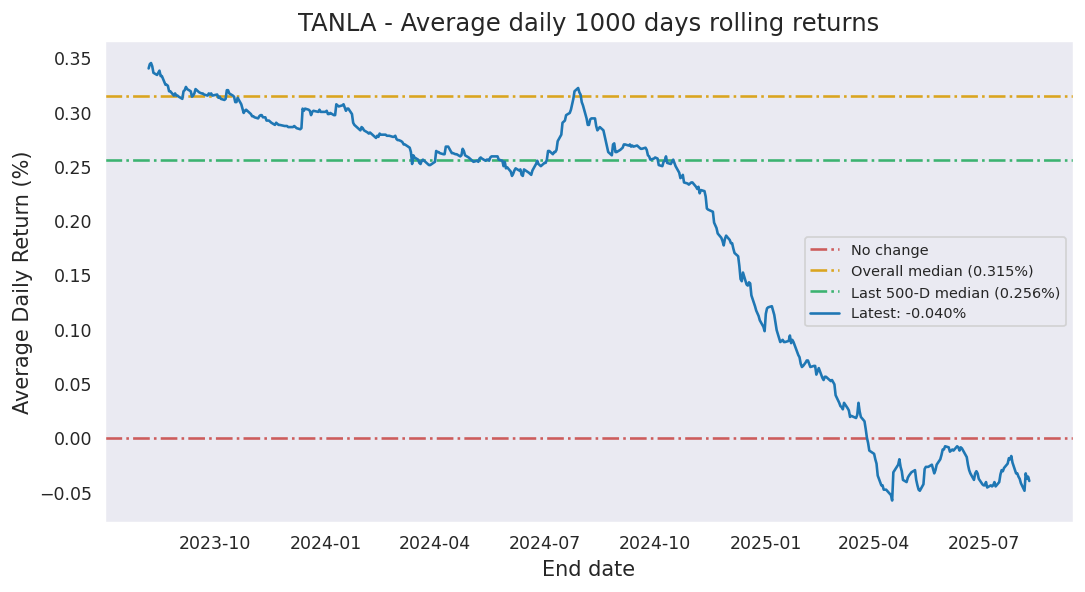 TANLA - Average daily 1000 days rolling returns
Average Daily Return (%)
0.35
0.30
0.25
0.20
0.15
0.10
0.05
0.00
−0.05
No change
Overall median (0.315%)
Last 500-D median (0.256%)
Latest: -0.040%
2023-10 2024-01 2024-04 2024-07 2024-10 2025-01 2025-04 2025-07
End date